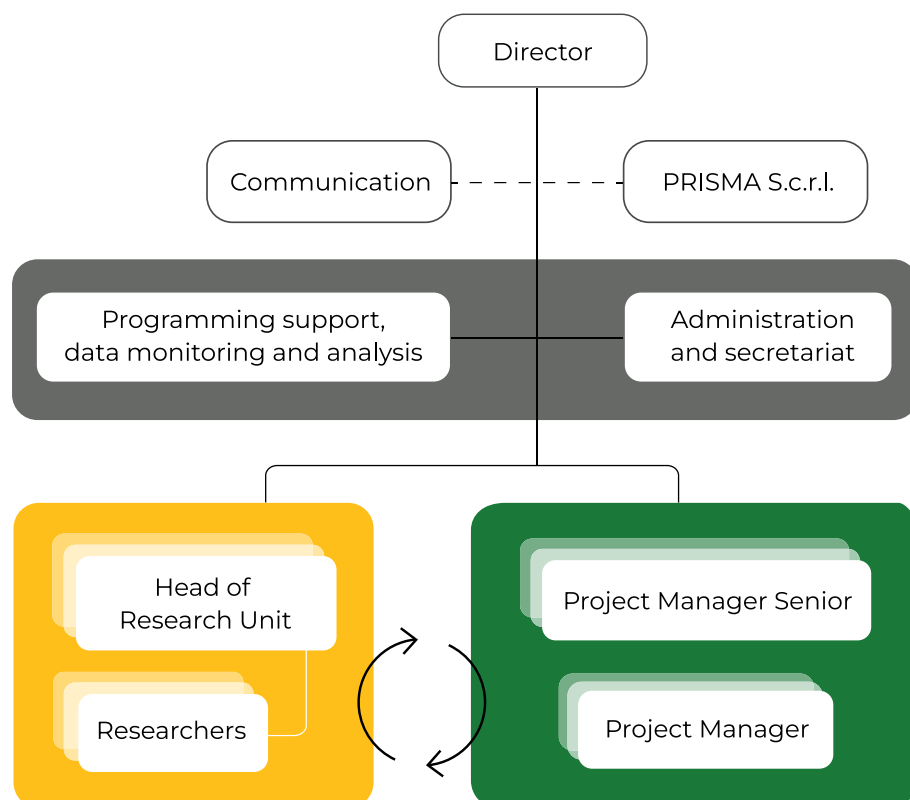 Director
Communication
PRISMA S.c.r.l.
Programming support,
data monitoring and analysis
Administration
and secretariat
Head of
Research Unit
Researchers
Project Manager Senior
Project Manager